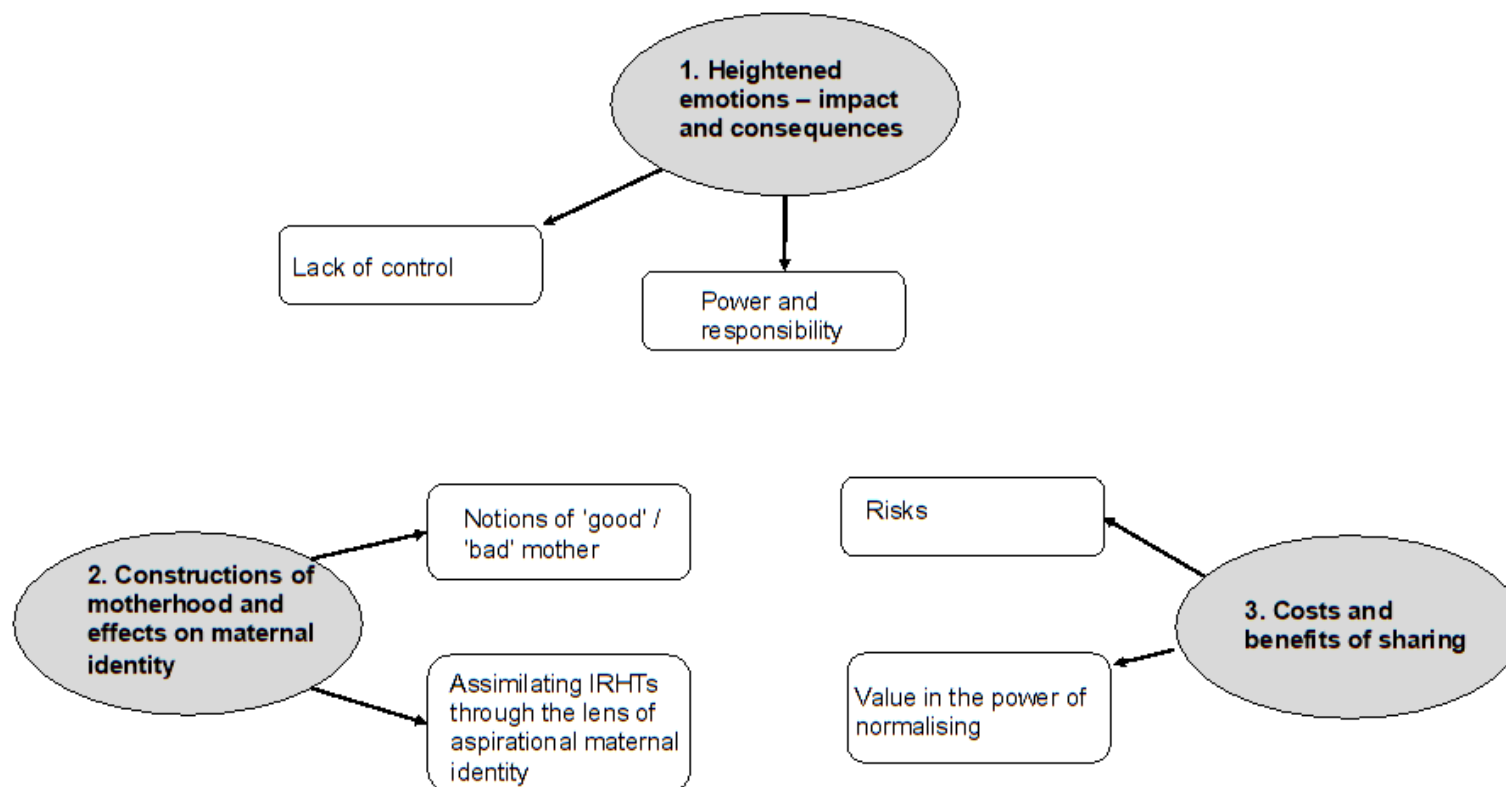 1. Heightened
emotions – impact
and consequences
Lack of control
Power and
responsibility
Notions of 'good' /
'bad' mother
2. Constructions of
motherhood and
effects on maternal
identity
Assimilating IRHTs
through the lens of
aspirational maternal
identity
Risks
3. Costs and
benefits of sharing
Value in the power of
normalising